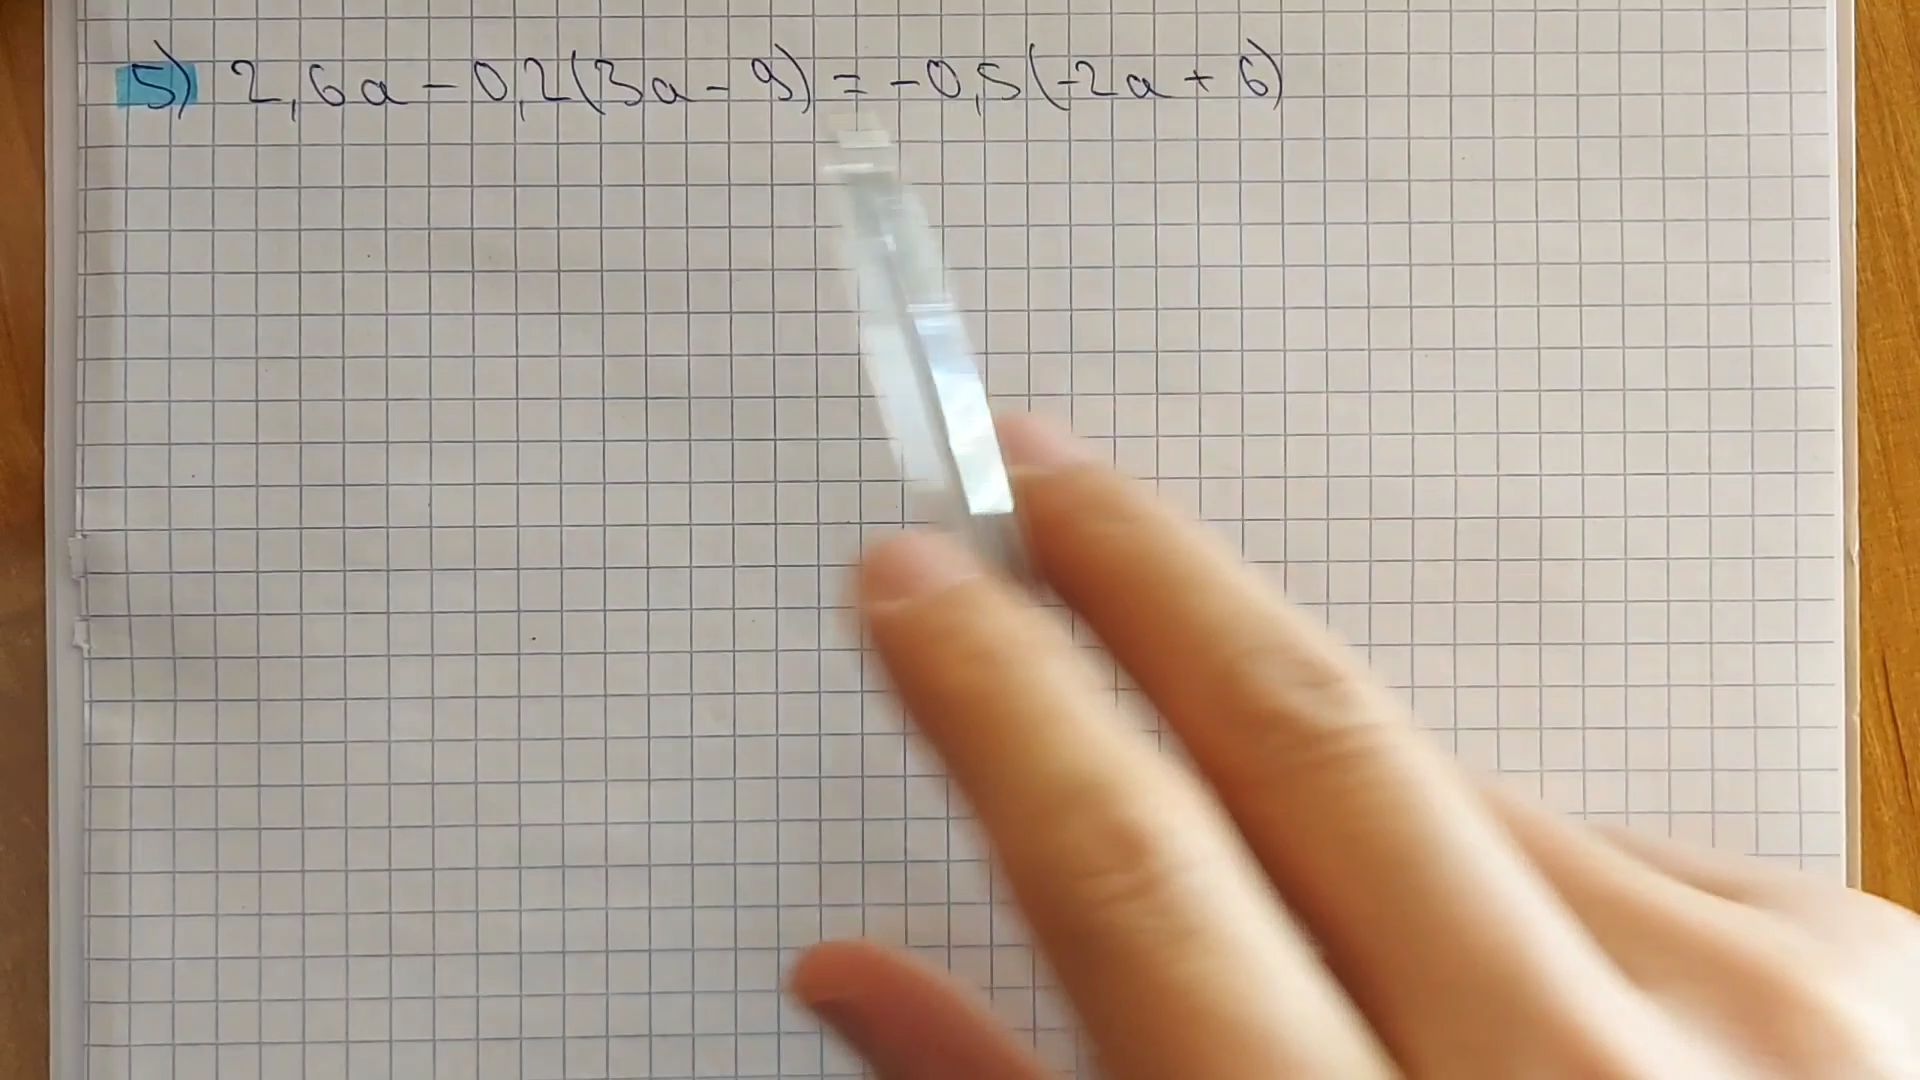 5) 2,6a - 0,2(3a - 9) = -0,5(-2a + 6)